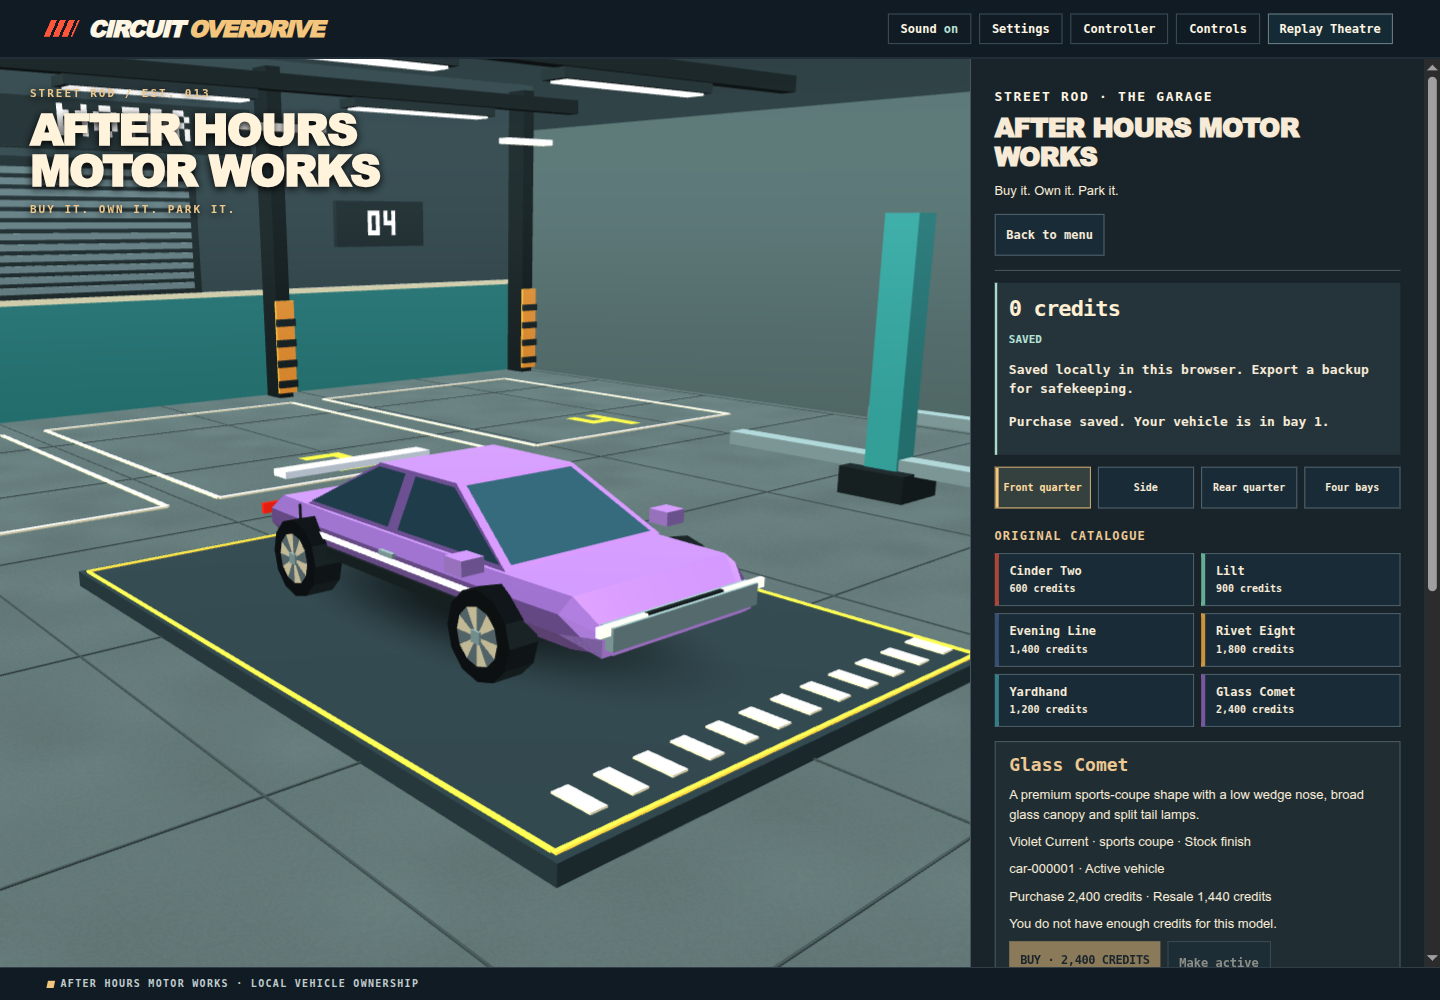 CIRCUIT OVERDRIVE
Sound on
Settings
Controller
Controls
Replay Theatre
STREET ROD / EST. 013
AFTER HOURS
MOTOR WORKS
BUY IT. OWN IT. PARK IT.
04
STREET ROD · THE GARAGE
AFTER HOURS MOTOR
WORKS
Buy it. Own it. Park it.
Back to menu
0 credits
SAVED
Saved locally in this browser. Export a backup
for safekeeping.
Purchase saved. Your vehicle is in bay 1.
Front quarter
Side
Rear quarter
Four bays
ORIGINAL CATALOGUE
Cinder Two
600 credits
Lilt
900 credits
Evening Line
1,400 credits
Rivet Eight
1,800 credits
Yardhand
1,200 credits
Glass Comet
2,400 credits
Glass Comet
A premium sports-coupe shape with a low wedge nose, broad
glass canopy and split tail lamps.
Violet Current · sports coupe · Stock finish
car-000001 · Active vehicle
Purchase 2,400 credits · Resale 1,440 credits
You do not have enough credits for this model.
BUY · 2,400 CREDITS
Make active
AFTER HOURS MOTOR WORKS · LOCAL VEHICLE OWNERSHIP